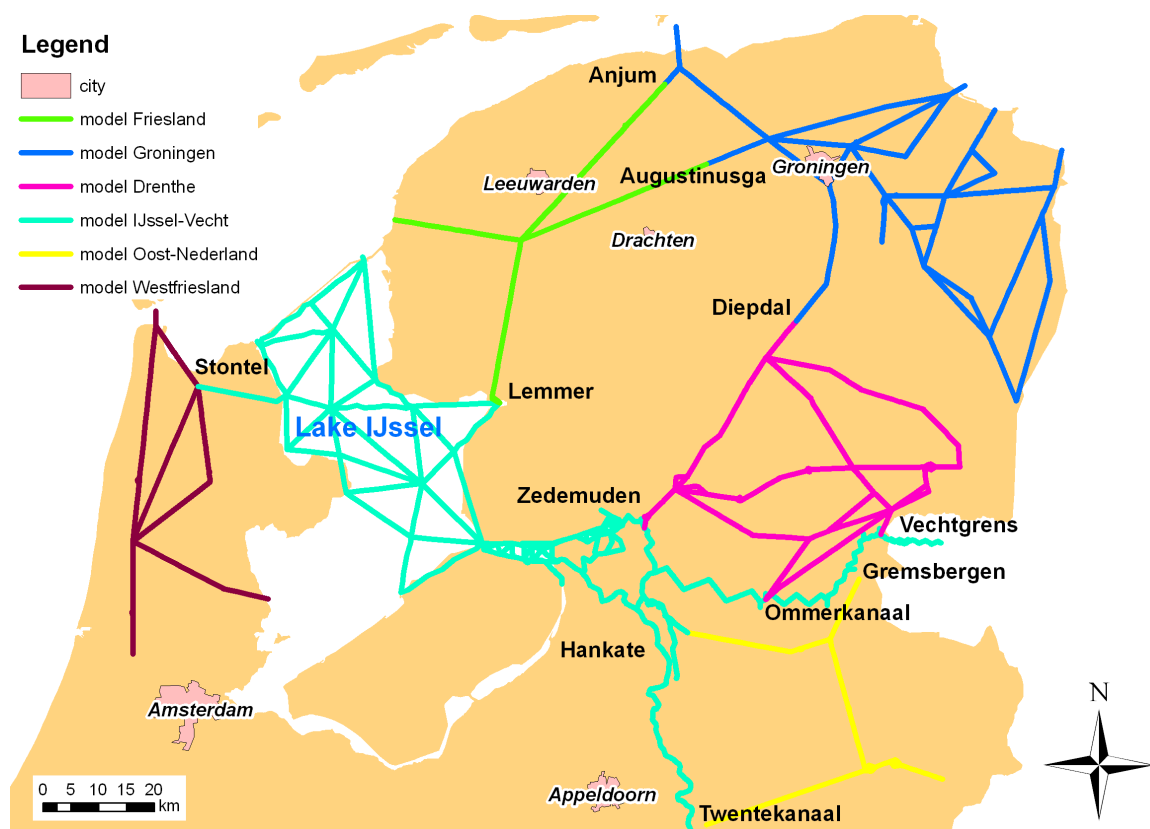 Legend
city
model Friesland
model Groningen
model Drenthe
model IJssel-Vecht
model Oost-Nederland
model Westfriesland
Anjum
Leeuwarden
Augustinusga
Groningen
Drachten
Diepdal
Stontel
Lemmer
Lake IJssel
Zedemuden
Vechtgrens
Gremsbergen
Ommerkanaal
Hankate
Amsterdam
Appeldoorn
Twentekanaal
N
0 5 10 15 20
km